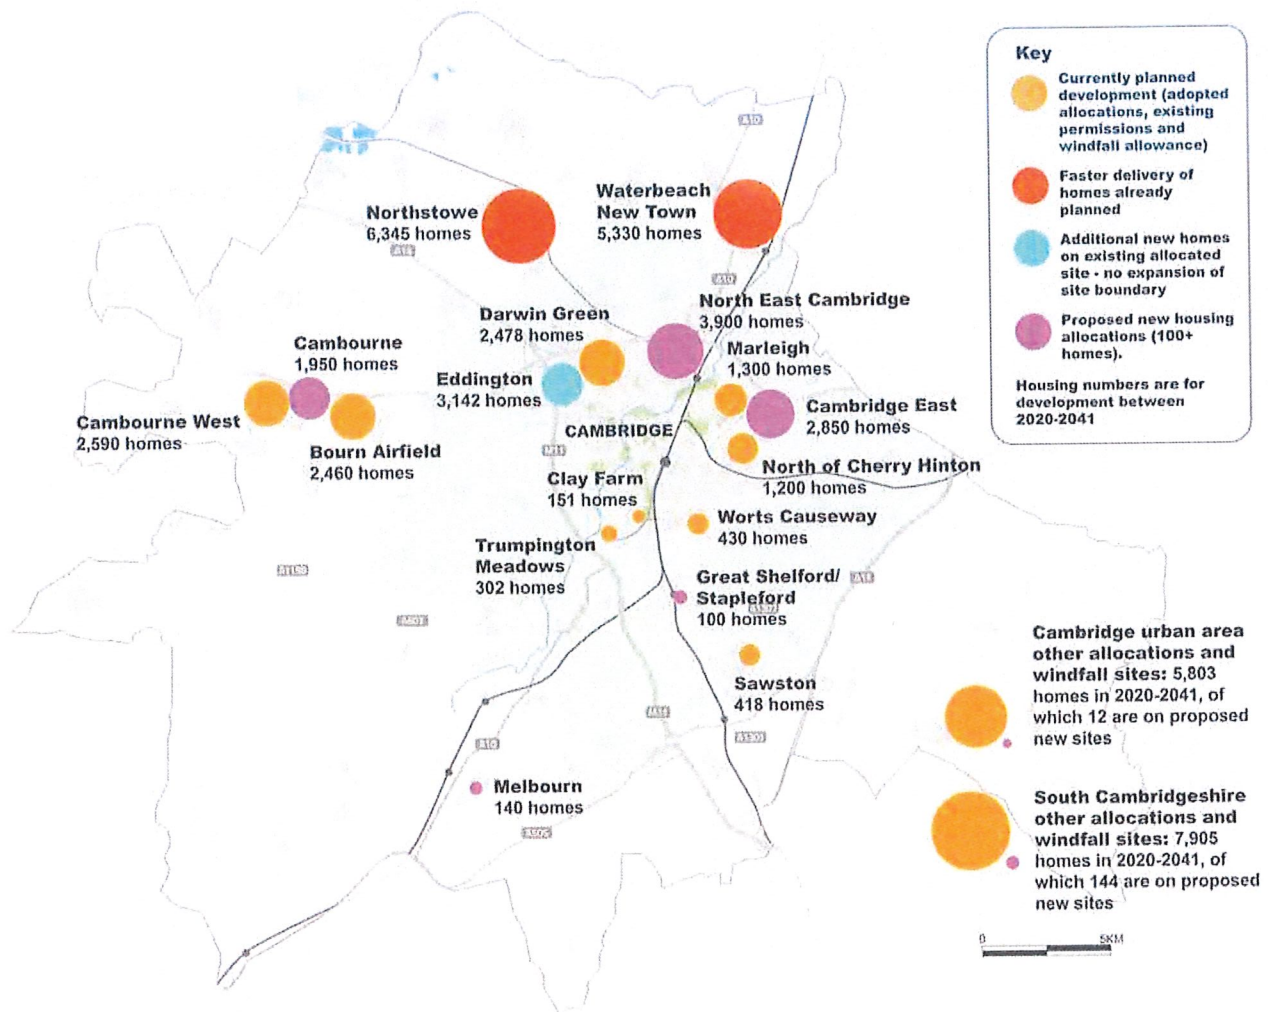 Key
Currently planned
development (adopted
allocations, existing
permissions and
windfall allowance)
Faster delivery of
homes already
planned
Additional new homes
on existing allocated
site - no expansion of
site boundary
Proposed new housing
allocations (100+
homes).
Housing numbers are for
development between
2020-2041
A10
Waterbeach
New Town
5,330 homes
Northstowe
6,345 homes
A14
A10
North East Cambridge
3,900 homes
Darwin Green
2,478 homes
Marleigh
1,300 homes
Cambourne
1,950 homes
Eddington
3,142 homes
Cambridge East
2,850 homes
Cambourne West
2,590 homes
CAMBRIDGE
Bourn Airfield
2,460 homes
M11
North of Cherry Hinton
1,200 homes
Clay Farm
151 homes
Worts Causeway
430 homes
Trumpington
Meadows
302 homes
A1198
Great Shelford/
Stapleford
100 homes
A1307
A603
Sawston
418 homes
A10
Melbourn
140 homes
A505
Cambridge urban area
other allocations and
windfall sites: 5,803
homes in 2020-2041, of
which 12 are on proposed
new sites
South Cambridgeshire
other allocations and
windfall sites: 7,905
homes in 2020-2041, of
which 144 are on proposed
new sites
0
5KM